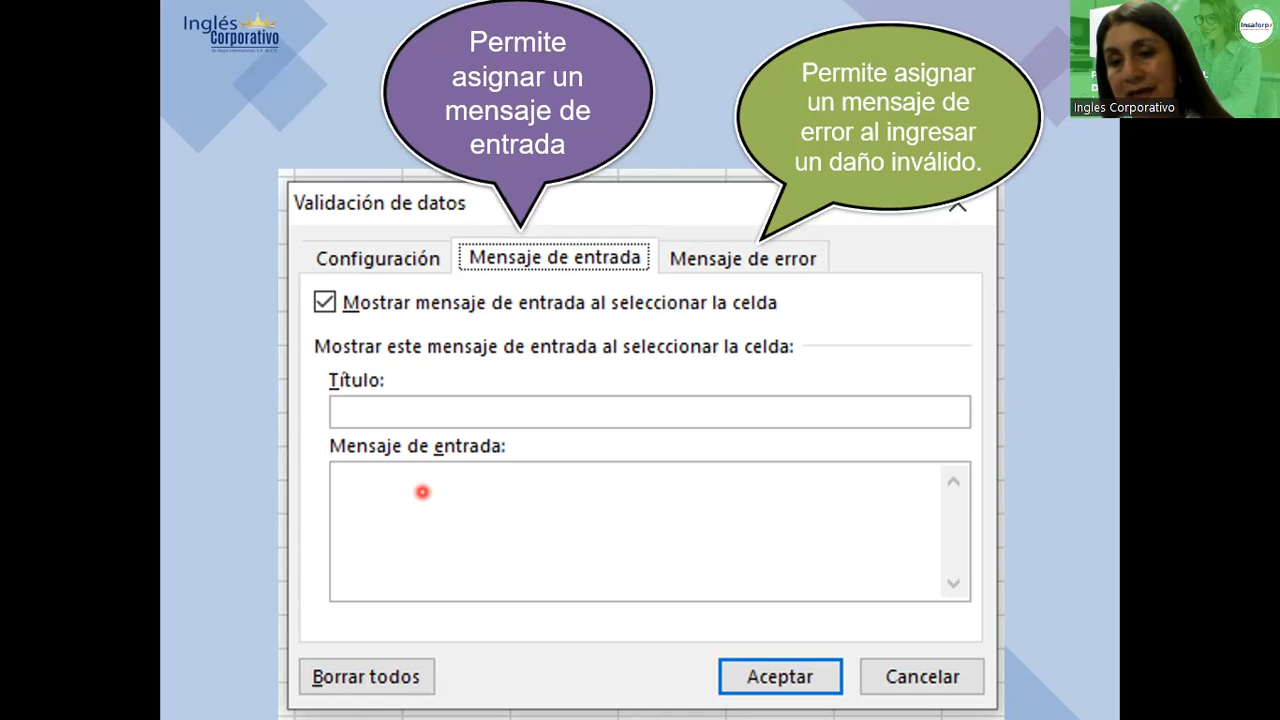 Inglés
Corporativo
Permite
asignar un
mensaje de
entrada
Permite asignar
un mensaje de
error al ingresar
un daño inválido.
Insaforp
Ingles Corporativo
Validación de datos
Configuración
Mensaje de entrada
Mensaje de error
Mostrar mensaje de entrada al seleccionar la celda
Mostrar este mensaje de entrada al seleccionar la celda:
Título:
Mensaje de entrada:
Borrar todos
Aceptar
Cancelar